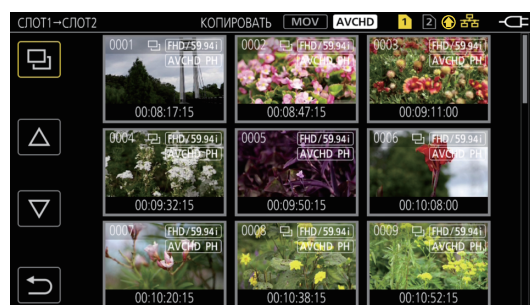 СЛОТ1→СЛОТ2 КОПИРОВАТЬ MOV AVCHD 1 2
0001 FHD/59.94i 0002 FHD/59.94i 0003 FHD/59.94i
AVCHD PH AVCHD PH AVCHD PH
00:08:17:15 00:08:47:15 00:09:11:00
0004 FHD/59.94i 0005 FHD/59.94i 0006 FHD/59.94i
AVCHD PH AVCHD PH AVCHD PH
00:09:32:15 00:09:50:15 00:10:08:00
0007 FHD/59.94i 0008 FHD/59.94i 0009 FHD/59.94i
AVCHD PH AVCHD PH AVCHD PH
00:10:20:15 00:10:38:15 00:10:52:15